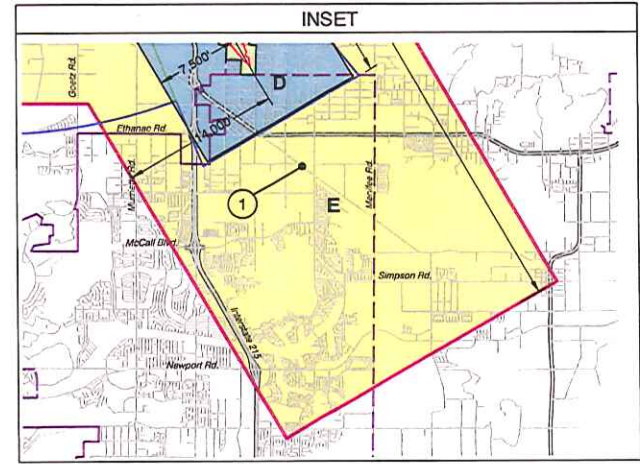 INSET
Goetz Rd.
7,500'
D
14,000'
Ethanac Rd.
Murrieta Rd.
1
E
Menifee Rd.
McCall Blvd.
Simpson Rd.
Interstate 215
Newport Rd.